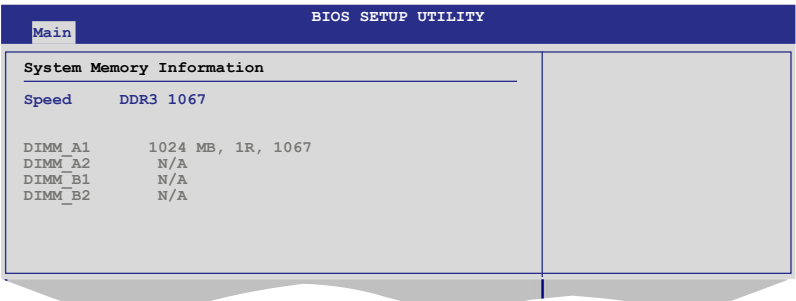 BIOS SETUP UTILITY
Main
System Memory Information
Speed DDR3 1067
DIMM_A1 1024 MB, 1R, 1067
DIMM_A2 N/A
DIMM_B1 N/A
DIMM_B2 N/A